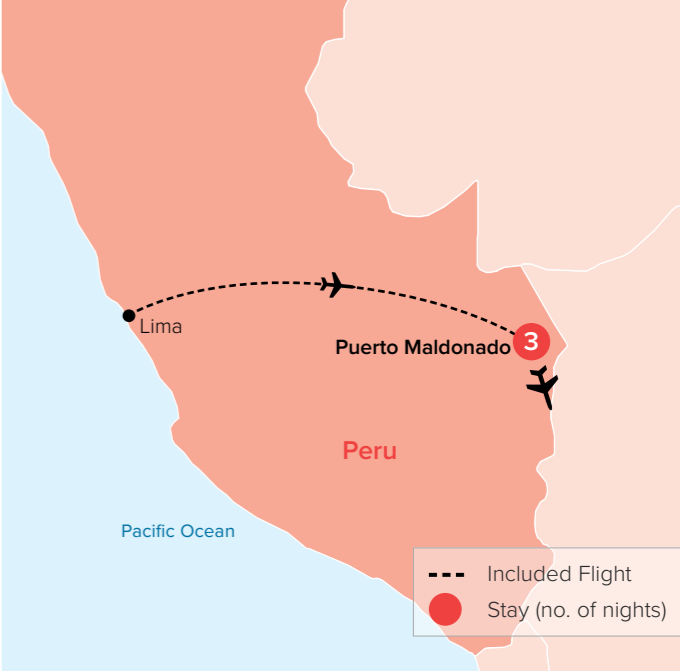 Lima
3
Puerto Maldonado
Peru
Pacific Ocean
Included Flight
Stay (no. of nights)